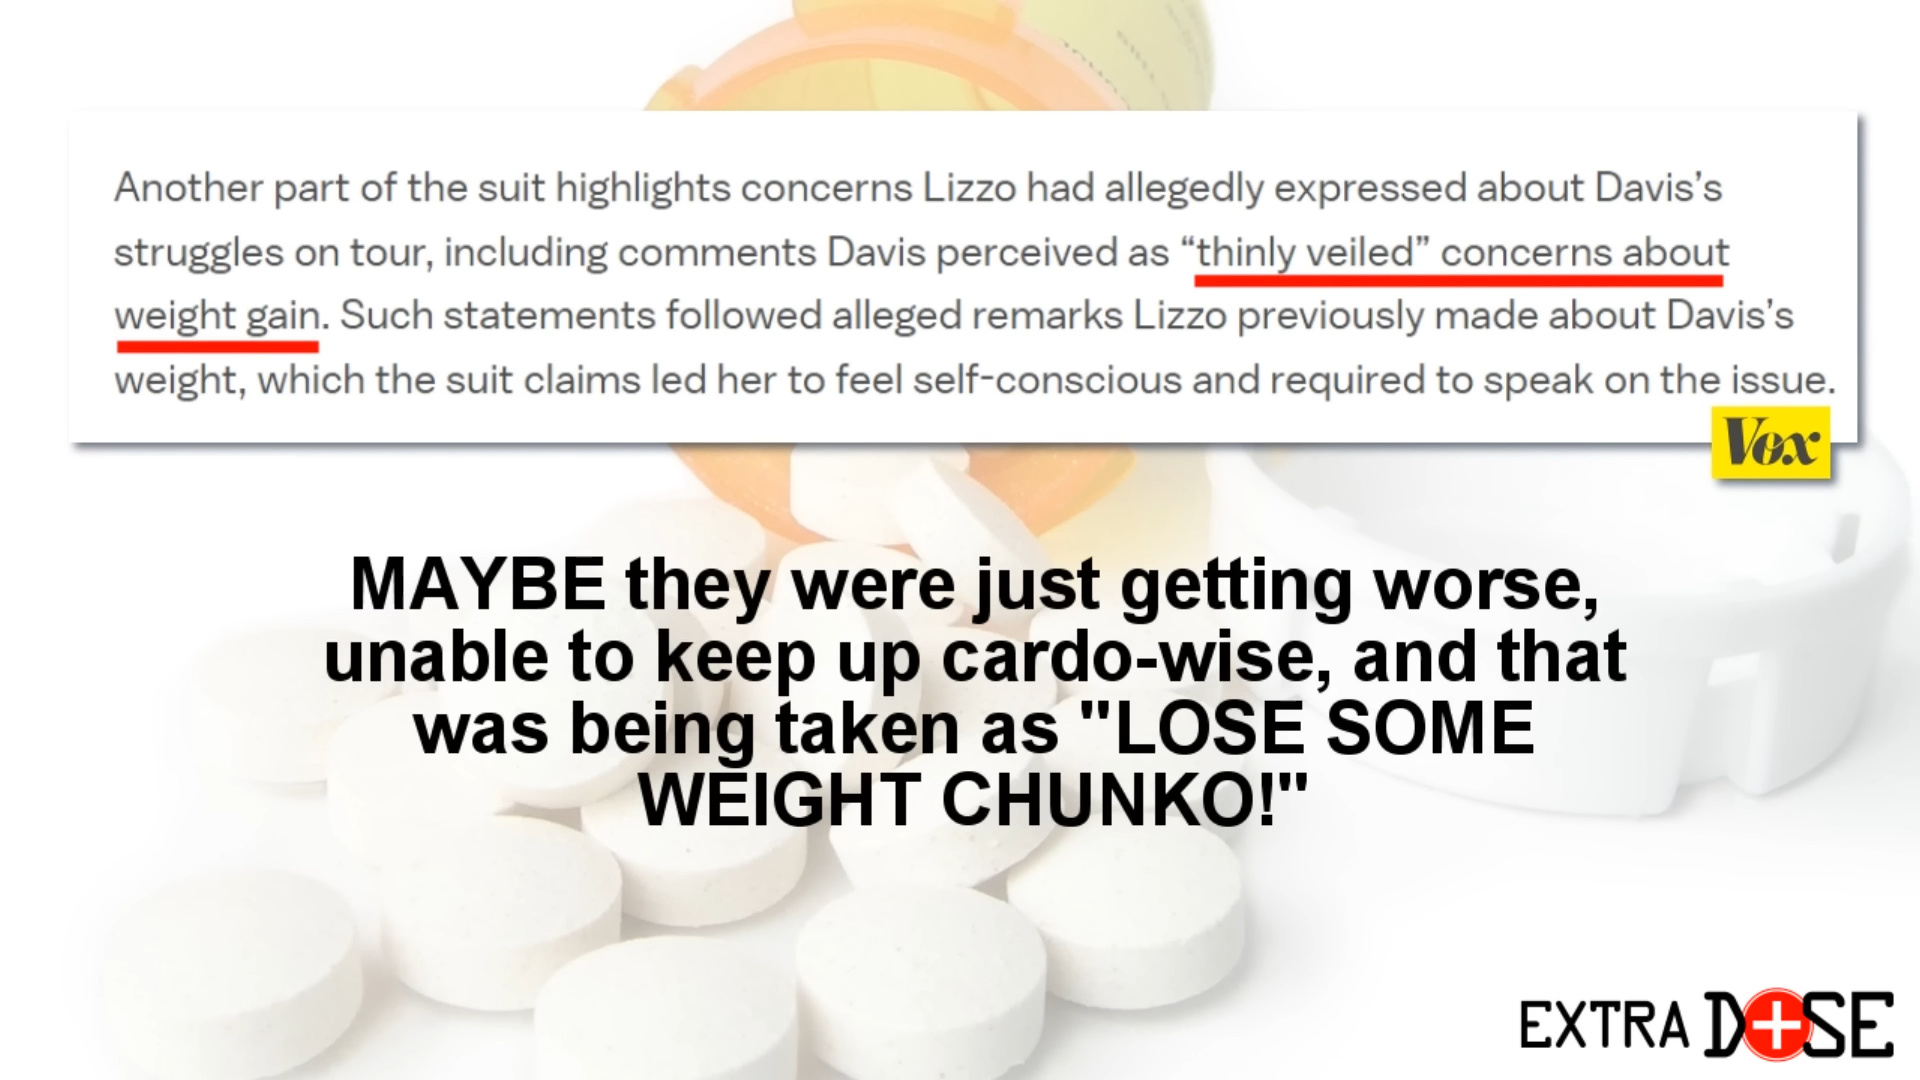 Another part of the suit highlights concerns Lizzo had allegedly expressed about Davis’s
struggles on tour, including comments Davis perceived as “thinly veiled” concerns about
weight gain. Such statements followed alleged remarks Lizzo previously made about Davis’s
weight, which the suit claims led her to feel self-conscious and required to speak on the issue.
Vox
MAYBE they were just getting worse,
unable to keep up cardo-wise, and that
was being taken as "LOSE SOME
WEIGHT CHUNKO!"
EXTRA DOSE